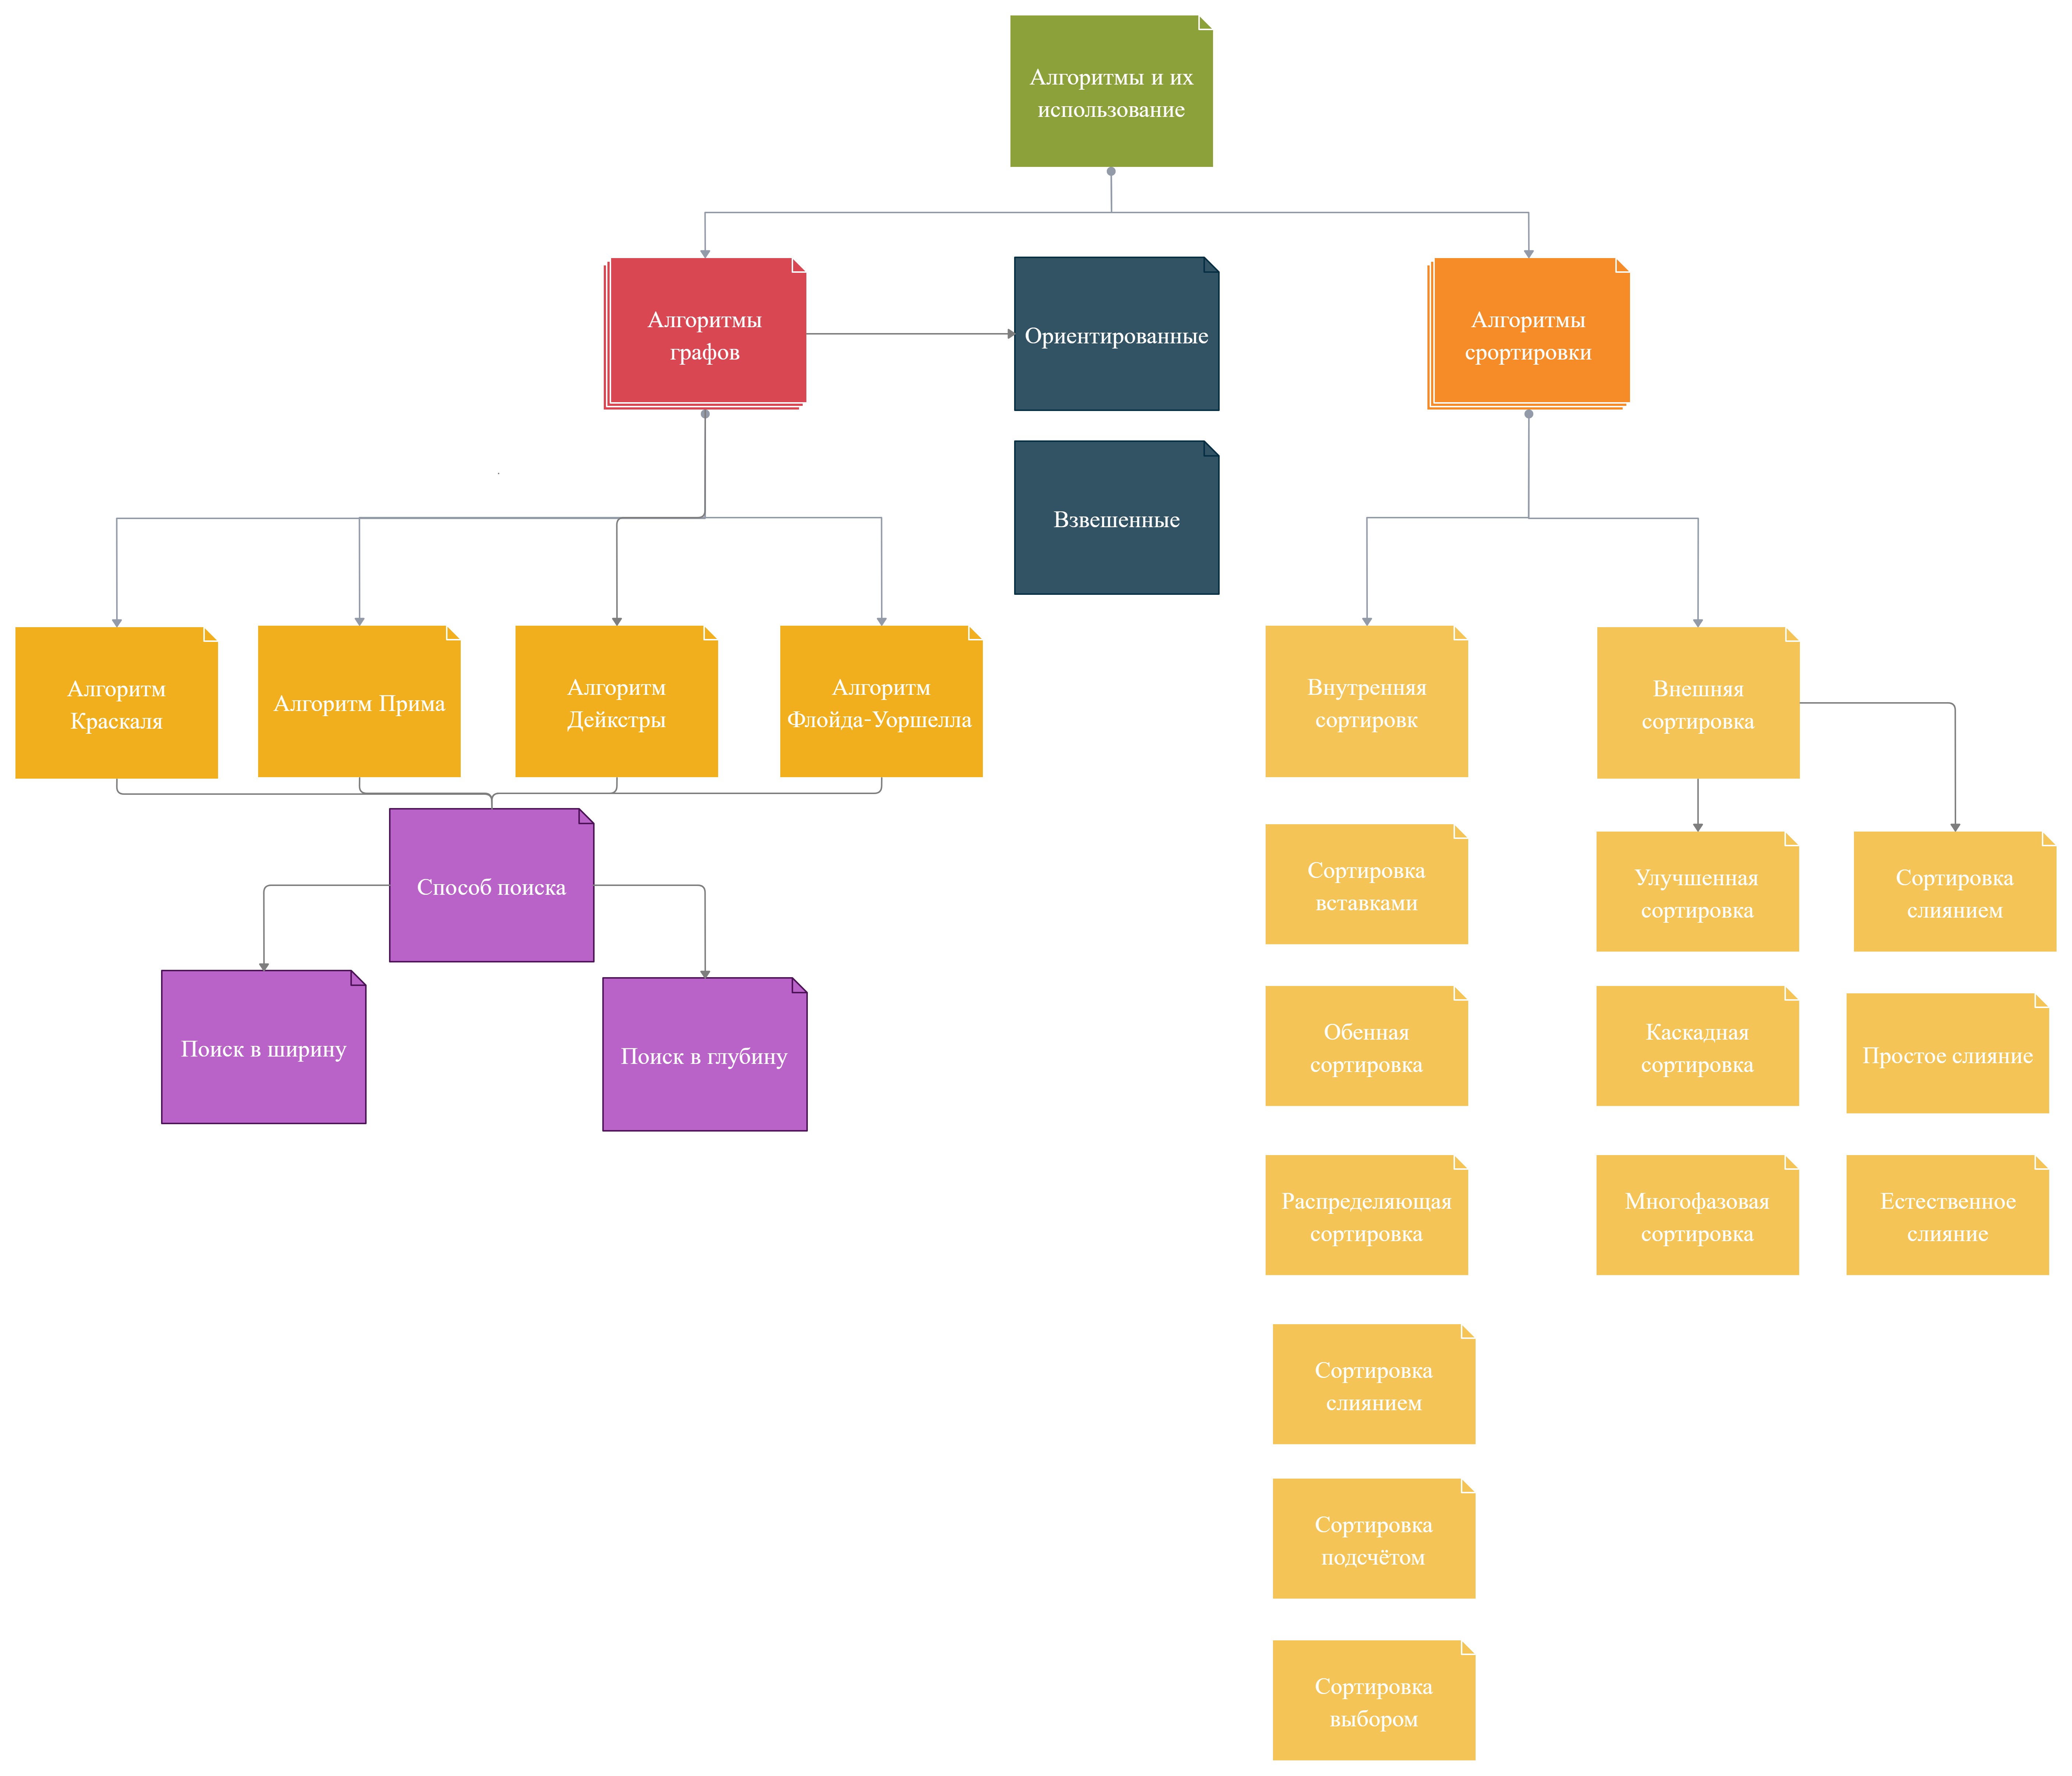 Алгоритмы и их
использование
Алгоритмы
графов
Ориентированные
Алгоритмы
срортировки
Взвешенные
Алгоритм
Краскаля
Алгоритм Прима
Алгоритм
Дейкстры
Алгоритм
Флойда-Уоршелла
Внутренняя
сортировк
Внешняя
сортировка
Способ поиска
Поиск в ширину
Поиск в глубину
Сортировка
вставками
Улучшенная
сортировка
Сортировка
слиянием
Обенная
сортировка
Каскадная
сортировка
Простое слияние
Распределяющая
сортировка
Многофазовая
сортировка
Естественное
слияние
Сортировка
слиянием
Сортировка
подсчётом
Сортировка
выбором